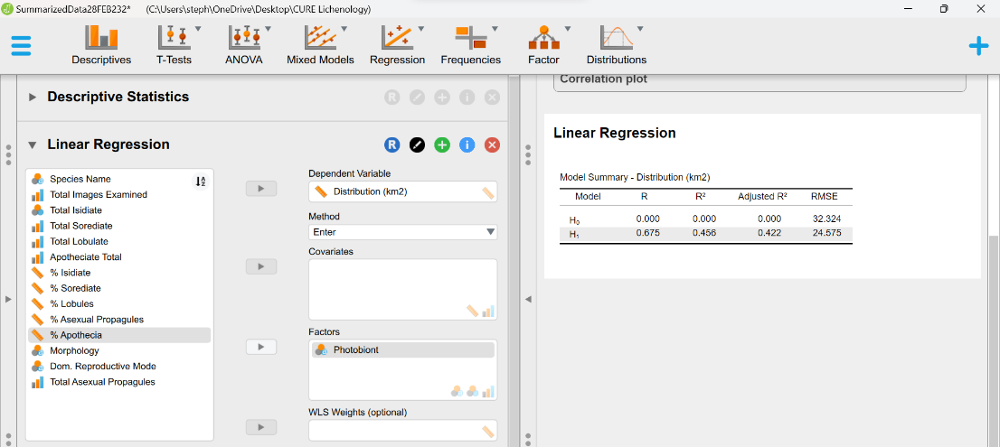 SummarizedData28FEB232* (C:\Users\steph\OneDrive\Desktop\CURE Lichenology)
Descriptives T-Tests ANOVA Mixed Models Regression Frequencies Factor Distributions
Descriptive Statistics
R
i
Linear Regression
R
i
Species Name
Total Images Examined
Total Isidiate
Total Sorediate
Total Lobulate
Apotheciate Total
% Isidiate
% Sorediate
% Lobules
% Asexual Propagules
% Apothecia
Morphology
Dom. Reproductive Mode
Total Asexual Propagules
Dependent Variable
Distribution (km2)
Method
Enter
Covariates
Factors
Photobiont
WLS Weights (optional)
Correlation plot
Linear Regression
Model Summary - Distribution (km2)
Model R R² Adjusted R² RMSE
H₀ 0.000 0.000 0.000 32.324
H₁ 0.675 0.456 0.422 24.575